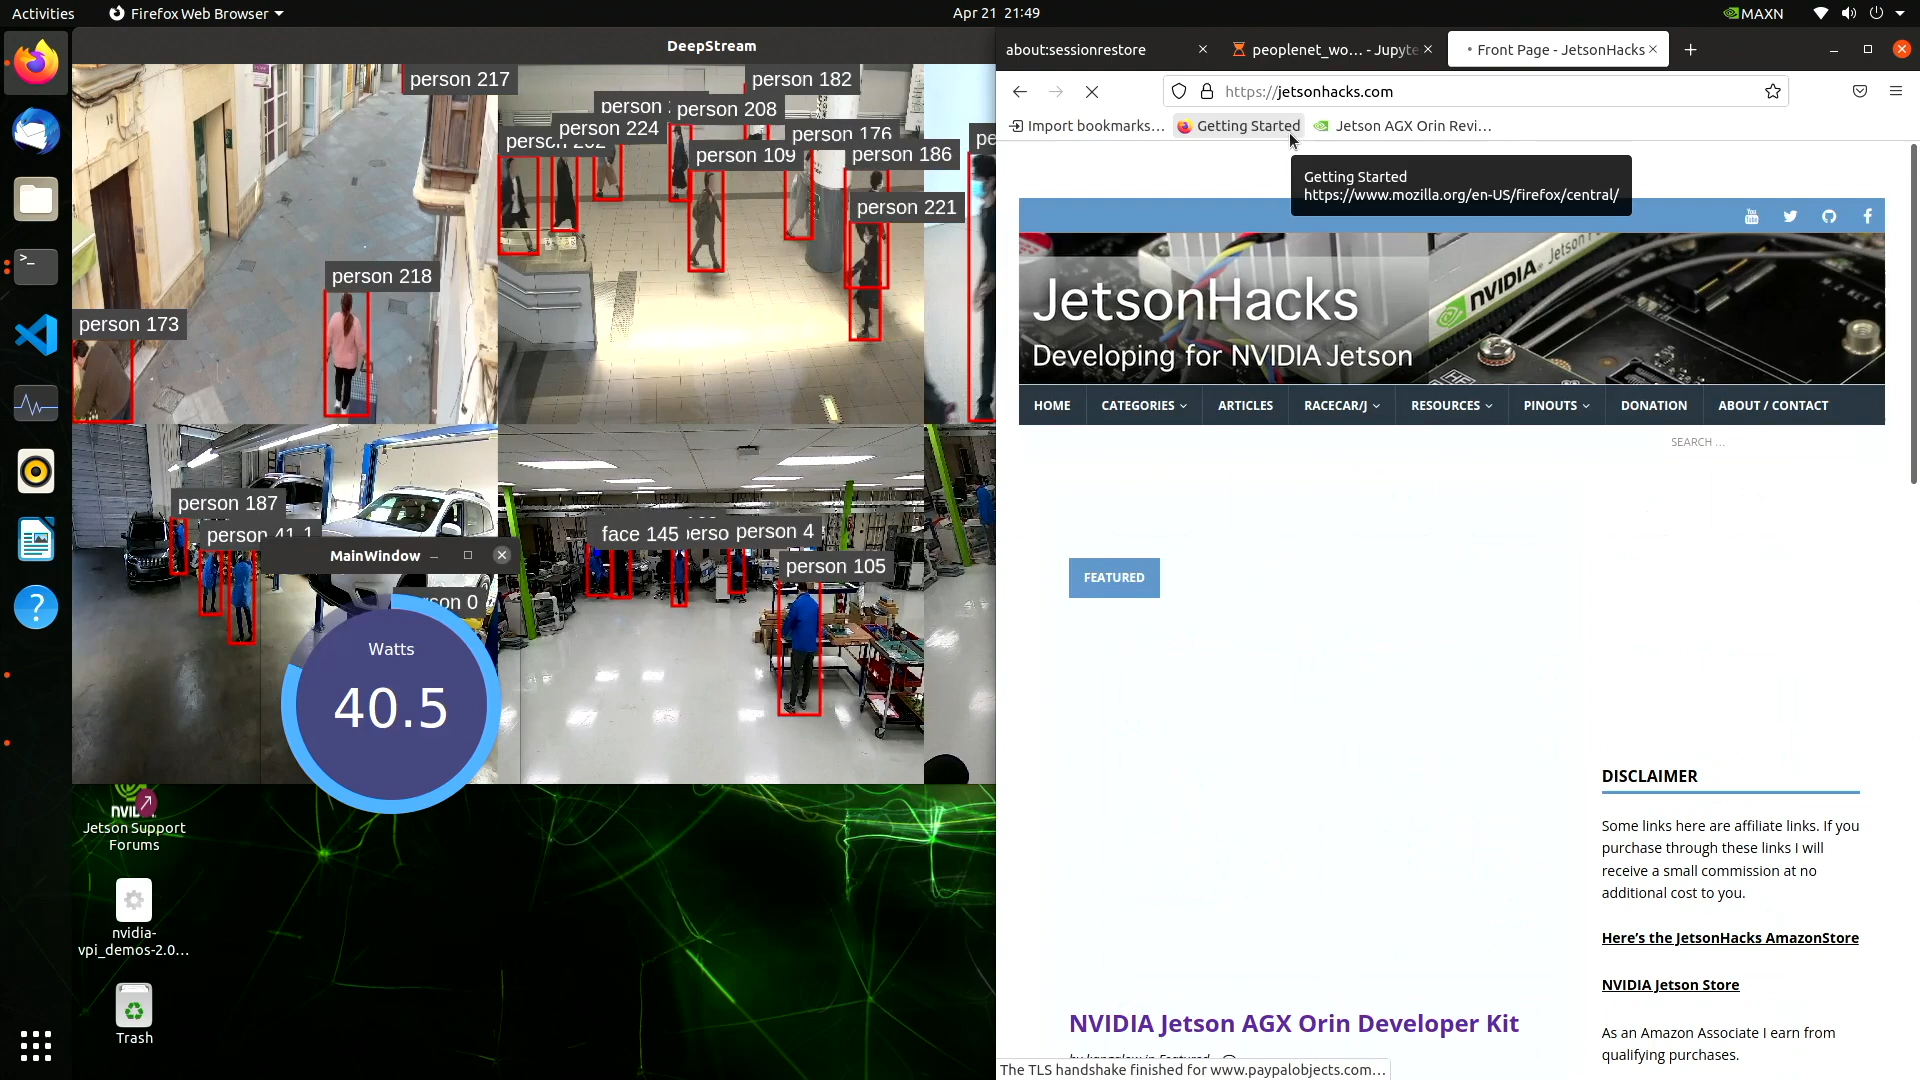 Activities
Firefox Web Browser
Apr 21 21:49
MAXN
DeepStream
person 217
person 182
person
person 208
person 224
person 176
person 109
person 186
person 221
person 218
person 173
person 187
person 41
face 145
person 4
person 105
MainWindow
Watts
40.5
Jetson Support
Forums
nvidia-
vpi_demos-2.0...
Trash
about:sessionrestore
peoplenet_wo... - Jupyte
Front Page - JetsonHacks
https://jetsonhacks.com
Import bookmarks...
Getting Started
Jetson AGX Orin Revi...
Getting Started
https://www.mozilla.org/en-US/firefox/central/
JetsonHacks
Developing for NVIDIA Jetson
NVIDIA
HOME
CATEGORIES
ARTICLES
RACECAR/J
RESOURCES
PINOUTS
DONATION
ABOUT / CONTACT
SEARCH ...
FEATURED
DISCLAIMER
Some links here are affiliate links. If you
purchase through these links I will
receive a small commission at no
additional cost to you.
Here's the JetsonHacks AmazonStore
NVIDIA Jetson Store
As an Amazon Associate I earn from
qualifying purchases.
NVIDIA Jetson AGX Orin Developer Kit
The TLS handshake finished for www.paypalobjects.com...